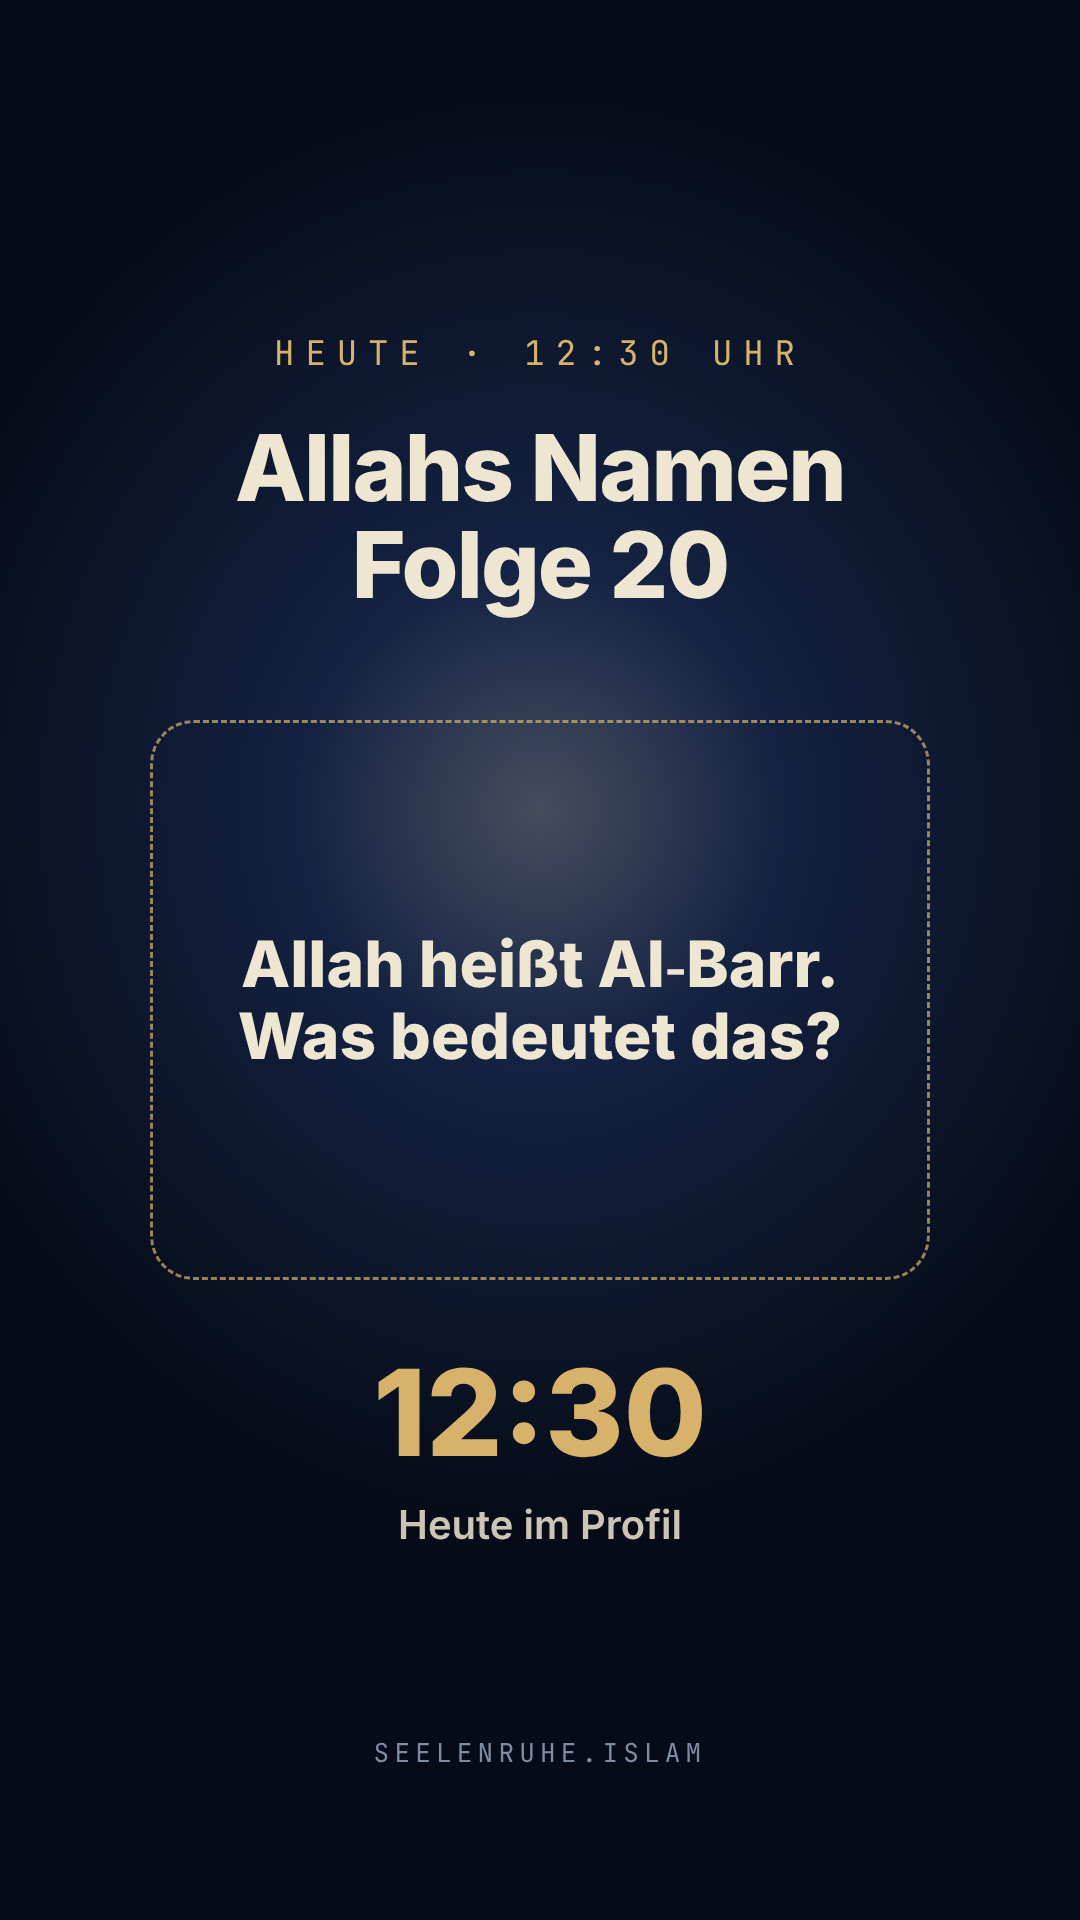 HEUTE · 12:30 UHR
Allahs Namen
Folge 20
Allah heißt Al-Barr.
Was bedeutet das?
12:30
Heute im Profil
SEELENRUHE.ISLAM